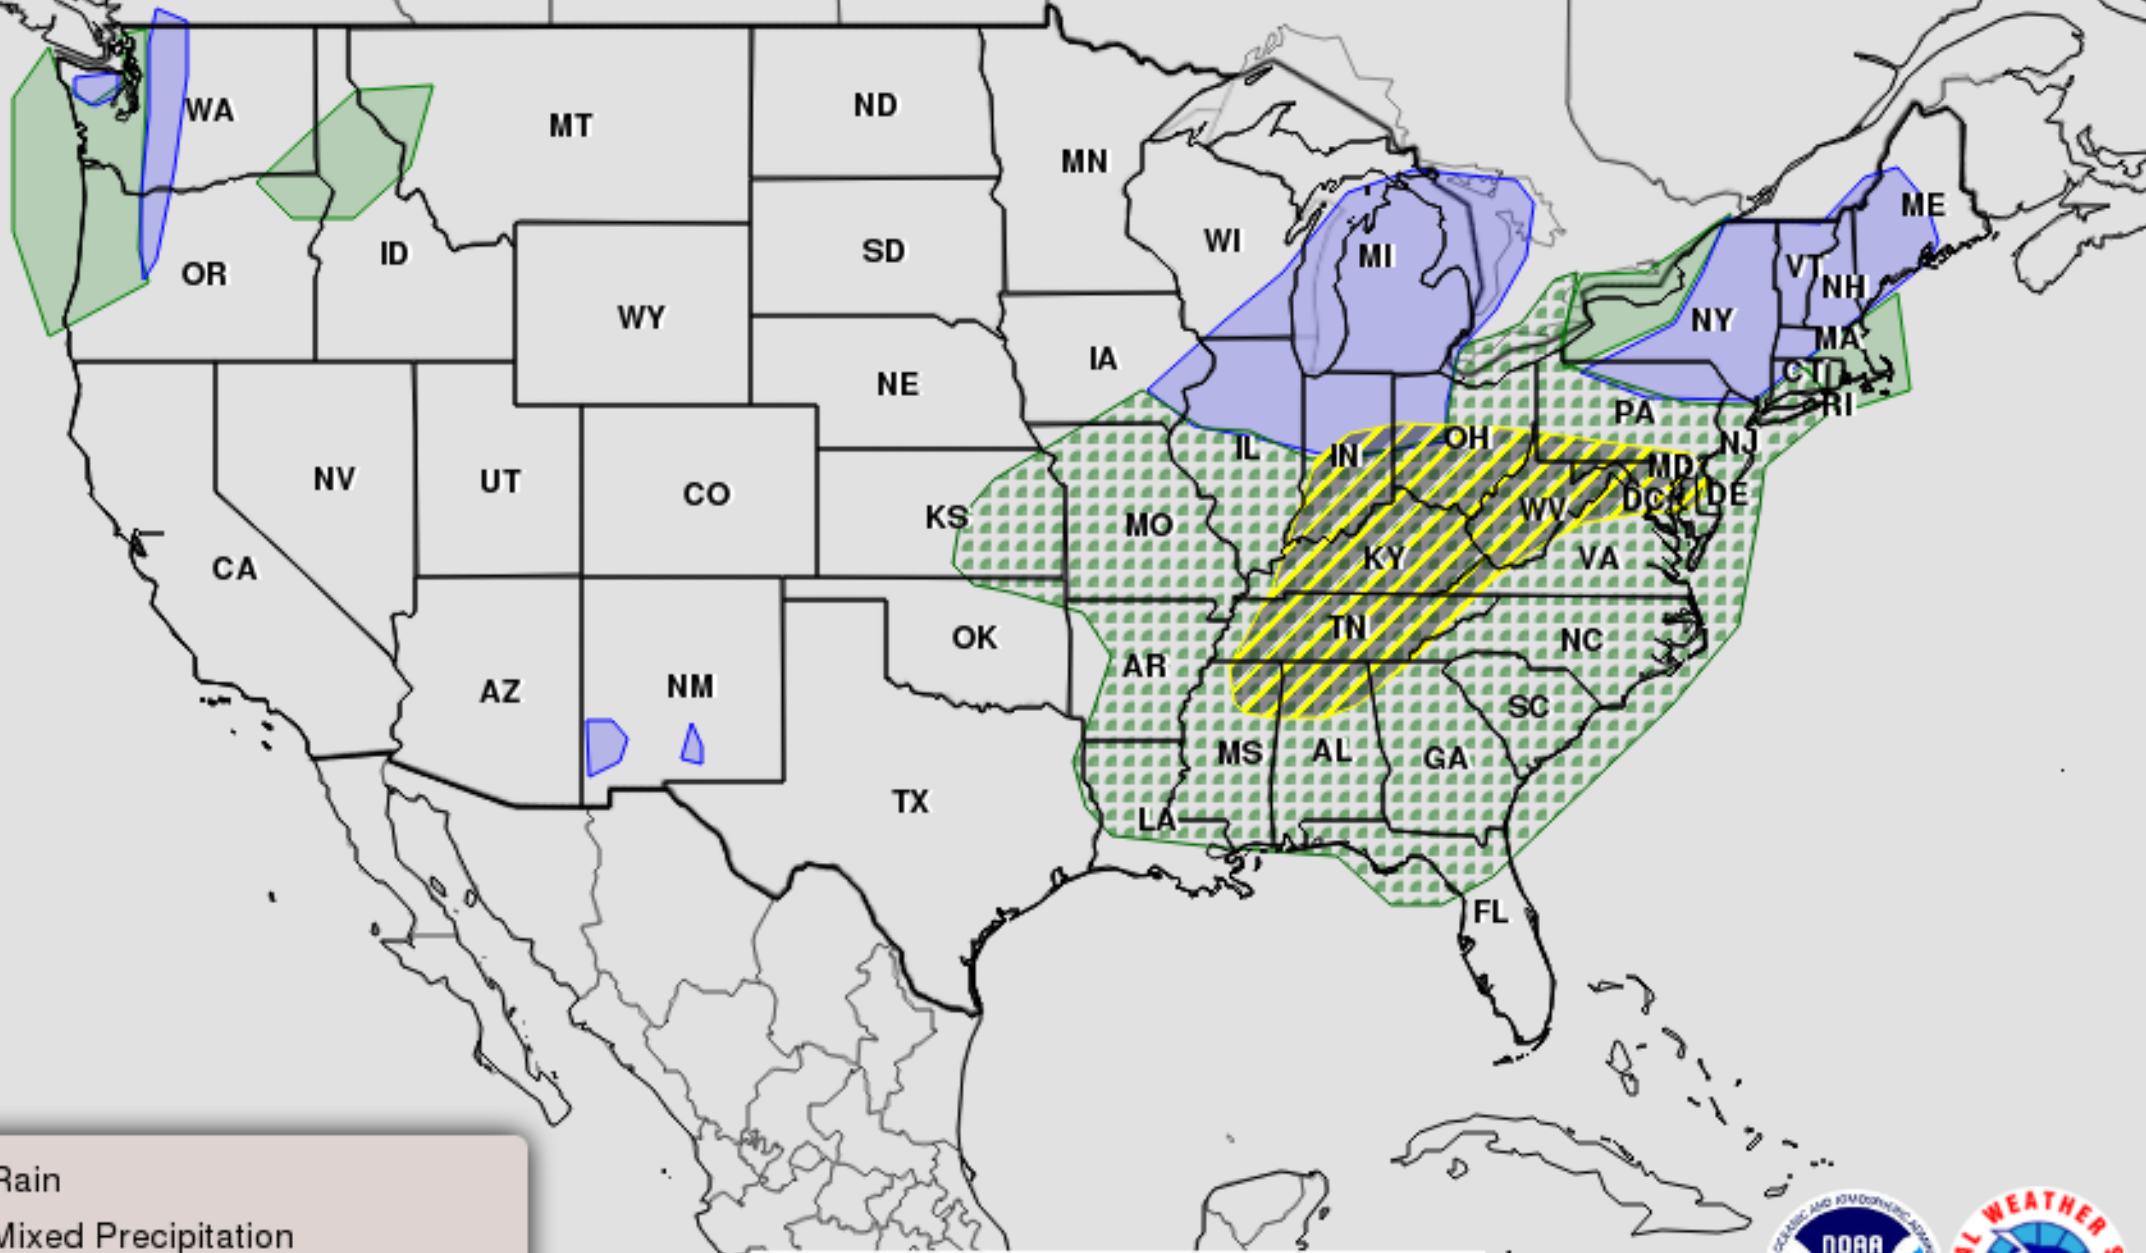 WA
MT
ND
MN
ME
WI
MI
VT
NH
OR
ID
SD
WY
NY
MA
IA
CT
RI
NE
PA
NJ
OH
IL
IN
MD
NV
UT
CO
KS
MO
WV
DC
DE
CA
KY
VA
TN
NC
OK
AR
AZ
NM
SC
MS
AL
GA
TX
LA
FL
Rain
Mixed Precipitation
NOAA
WEATHER